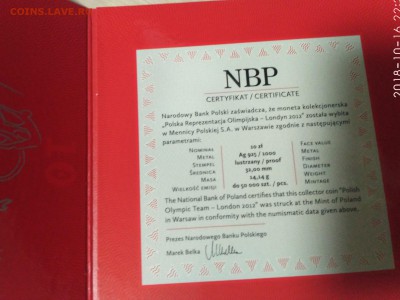 COINS.LAVE.RU
2018-10-16 22:2
NBP
CERTYFIKAT / CERTIFICATE
Narodowy Bank Polski zaświadcza, że moneta kolekcjonerska
„Polska Reprezentacja Olimpijska – Londyn 2012” została wybita
w Mennicy Polskiej S.A. w Warszawie zgodnie z następującymi
parametrami:
NOMINAŁ 10 zł FACE VALUE
METAL Ag 925 / 1000 METAL
STEMPEL lustrzany / proof FINISH
ŚREDNICA 32,00 mm DIAMETER
MASA 14,14 g WEIGHT
WIELKOŚĆ EMISJI do 50 000 szt. / pcs. MINTAGE
The National Bank of Poland certifies that this collector coin “Polish
Olympic Team – London 2012” was struck at the Mint of Poland
in Warsaw in conformity with the numismatic data given above.
Prezes Narodowego Banku Polskiego
Marek Belka